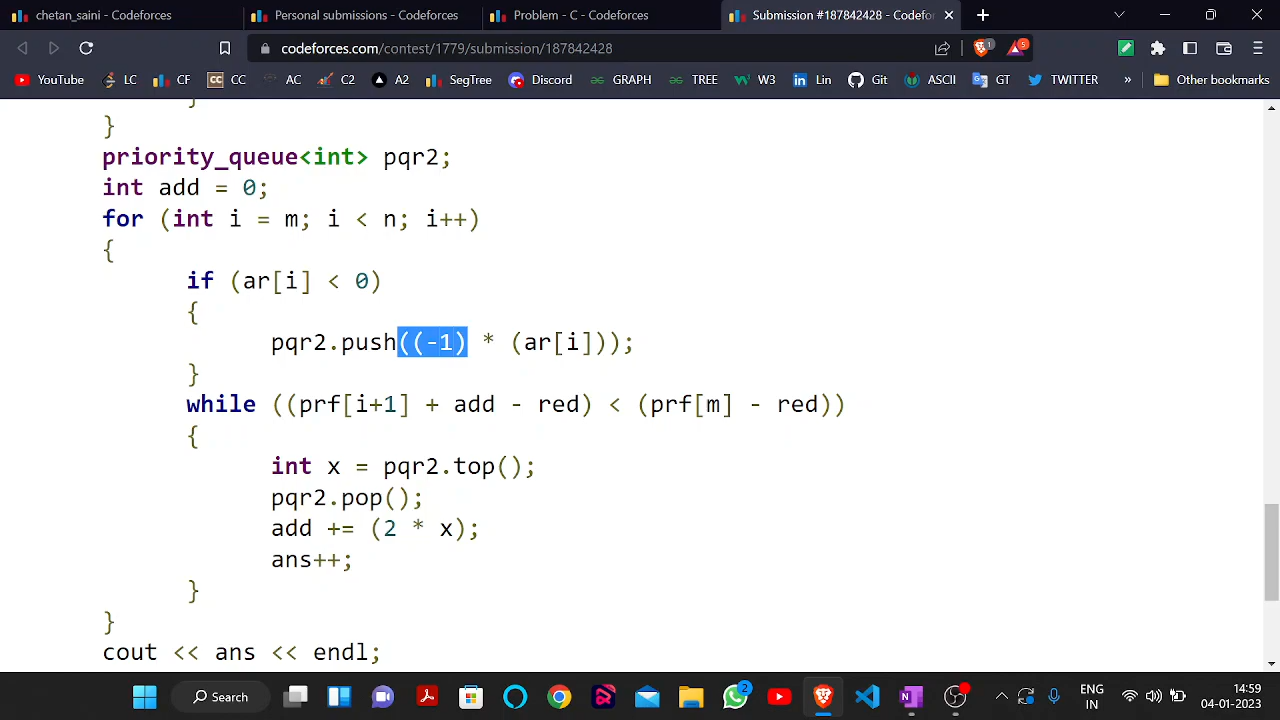 chetan_saini - Codeforces
Personal submissions - Codeforces
Problem - C - Codeforces
Submission #187842428 - Codefor
codeforces.com/contest/1779/submission/187842428
1
5
YouTube LC CF CC CC AC C2 A2 SegTree Discord GRAPH TREE W3 Lin Git ASCII GT TWITTER » Other bookmarks
}
}
priority_queue<int> pqr2;
int add = 0;
for (int i = m; i < n; i++)
{
if (ar[i] < 0)
{
pqr2.push((-1) * (ar[i]));
}
while ((prf[i+1] + add - red) < (prf[m] - red))
{
int x = pqr2.top();
pqr2.pop();
add += (2 * x);
ans++;
}
}
cout << ans << endl;
Search
2
ENG
IN
14:59
04-01-2023